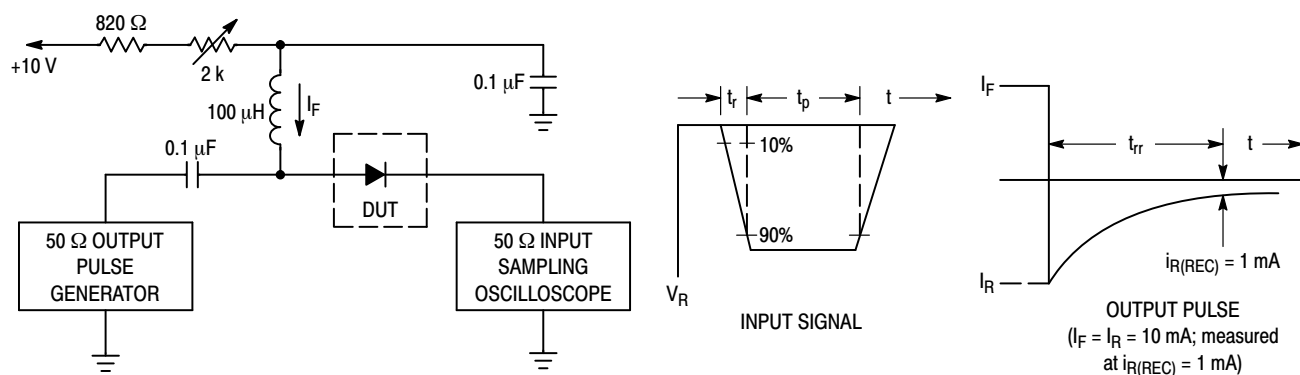 820 Ω
+10 V
2 k
100 μH
I_F
0.1 μF
0.1 μF
DUT
50 Ω OUTPUT
PULSE
GENERATOR
50 Ω INPUT
SAMPLING
OSCILLOSCOPE
t_r
t_p
t
10%
90%
V_R
INPUT SIGNAL
I_F
t_rr
t
I_R
i_R(REC) = 1 mA
OUTPUT PULSE
(I_F = I_R = 10 mA; measured
at i_R(REC) = 1 mA)